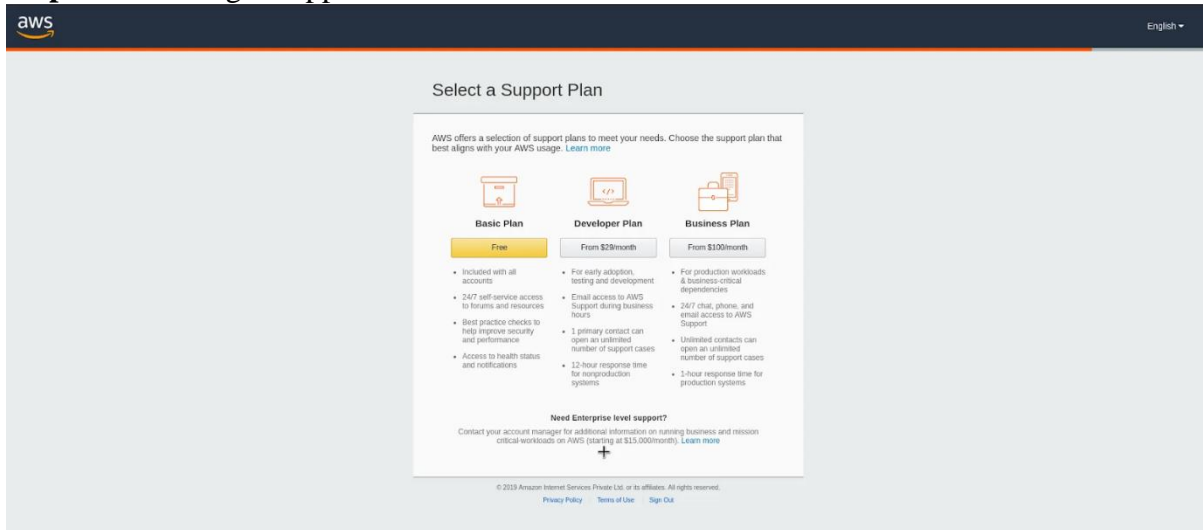 aws
English
Select a Support Plan
AWS offers a selection of support plans to meet your needs. Choose the support plan that
best aligns with your AWS usage. Learn more
Basic Plan
Free
• Included with all
accounts
• 24/7 self-service access
to forums and resources
• Best practice checks to
help improve security
and performance
• Access to health status
and notifications
Developer Plan
From $29/month
• For early adoption,
testing and development
• Email access to AWS
Support during business
hours
• 1 primary contact can
open an unlimited
number of support cases
• 12-hour response time
for nonproduction
systems
Business Plan
From $100/month
• For production workloads
& business-critical
dependencies
• 24/7 chat, phone, and
email access to AWS
Support
• Unlimited contacts can
open an unlimited
number of support cases
• 1-hour response time for
production systems
Need Enterprise level support?
Contact your account manager for additional information on running business and mission
critical-workloads on AWS (starting at $15,000/month). Learn more
© 2019 Amazon Internet Services Private Ltd. or its affiliates. All rights reserved.
Privacy Policy Terms of Use Sign Out